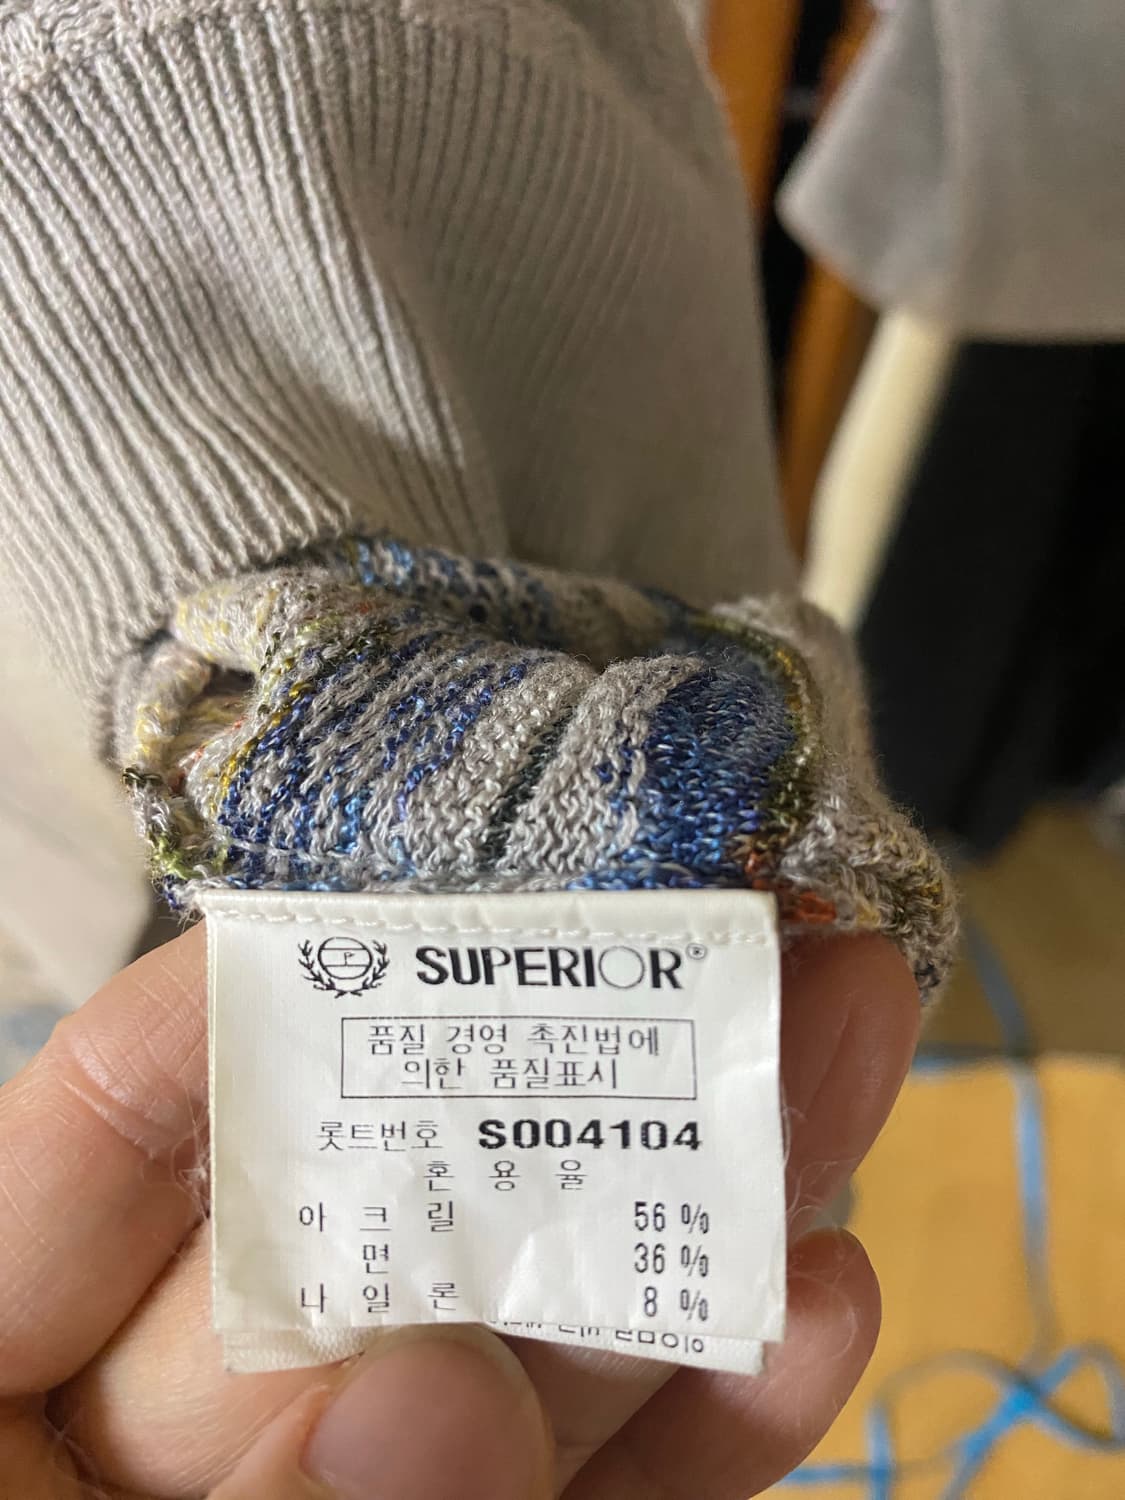 SUPERIOR®
품질 경영 촉진법에
의한 품질표시
롯트번호 S004104
혼 용 율
아 크 릴 56 %
면 36 %
나 일 론 8 %